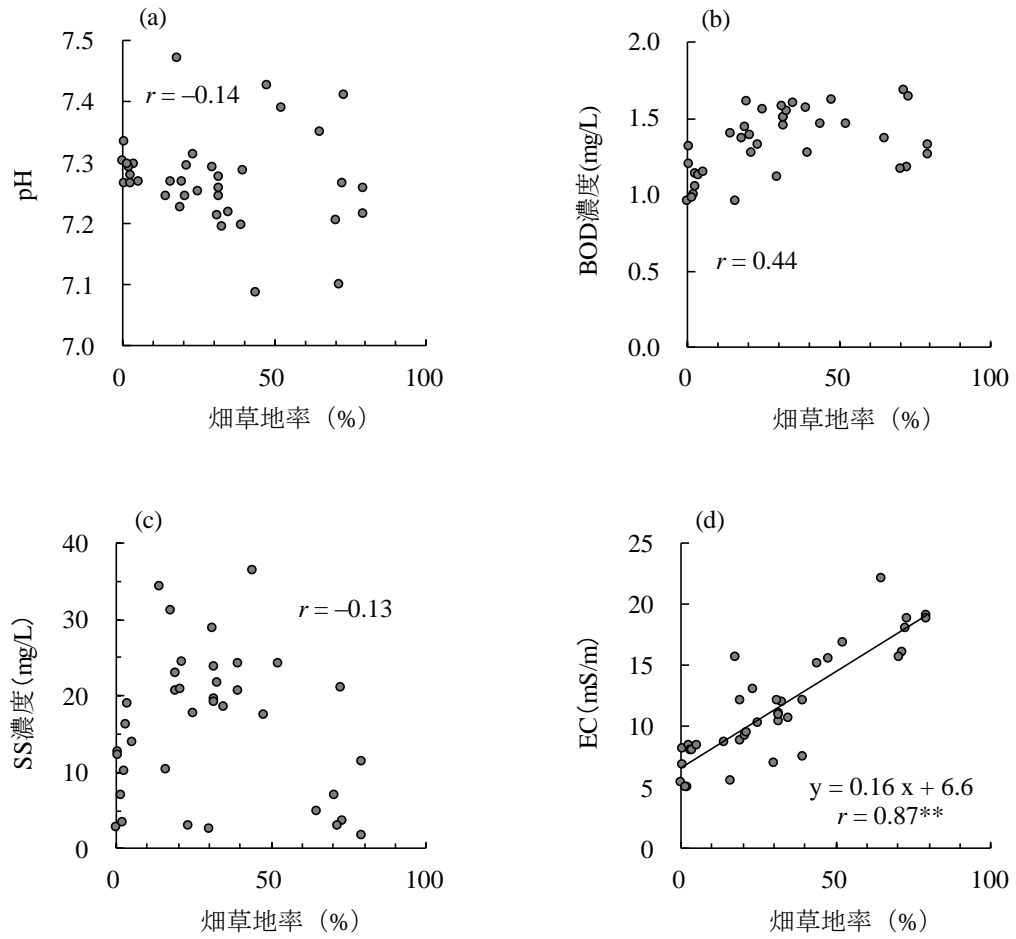 (a)
7.5
7.4
7.3
7.2
7.1
7.0
pH
r = –0.14
0
50
100
畑草地率 (%)
(b)
2.0
1.5
1.0
0.5
0.0
BOD濃度(mg/L)
r = 0.44
0
50
100
畑草地率 (%)
(c)
40
30
20
10
0
SS濃度(mg/L)
r = –0.13
0
50
100
畑草地率 (%)
(d)
25
20
15
10
5
0
EC(mS/m)
y = 0.16 x + 6.6
r = 0.87**
0
50
100
畑草地率 (%)